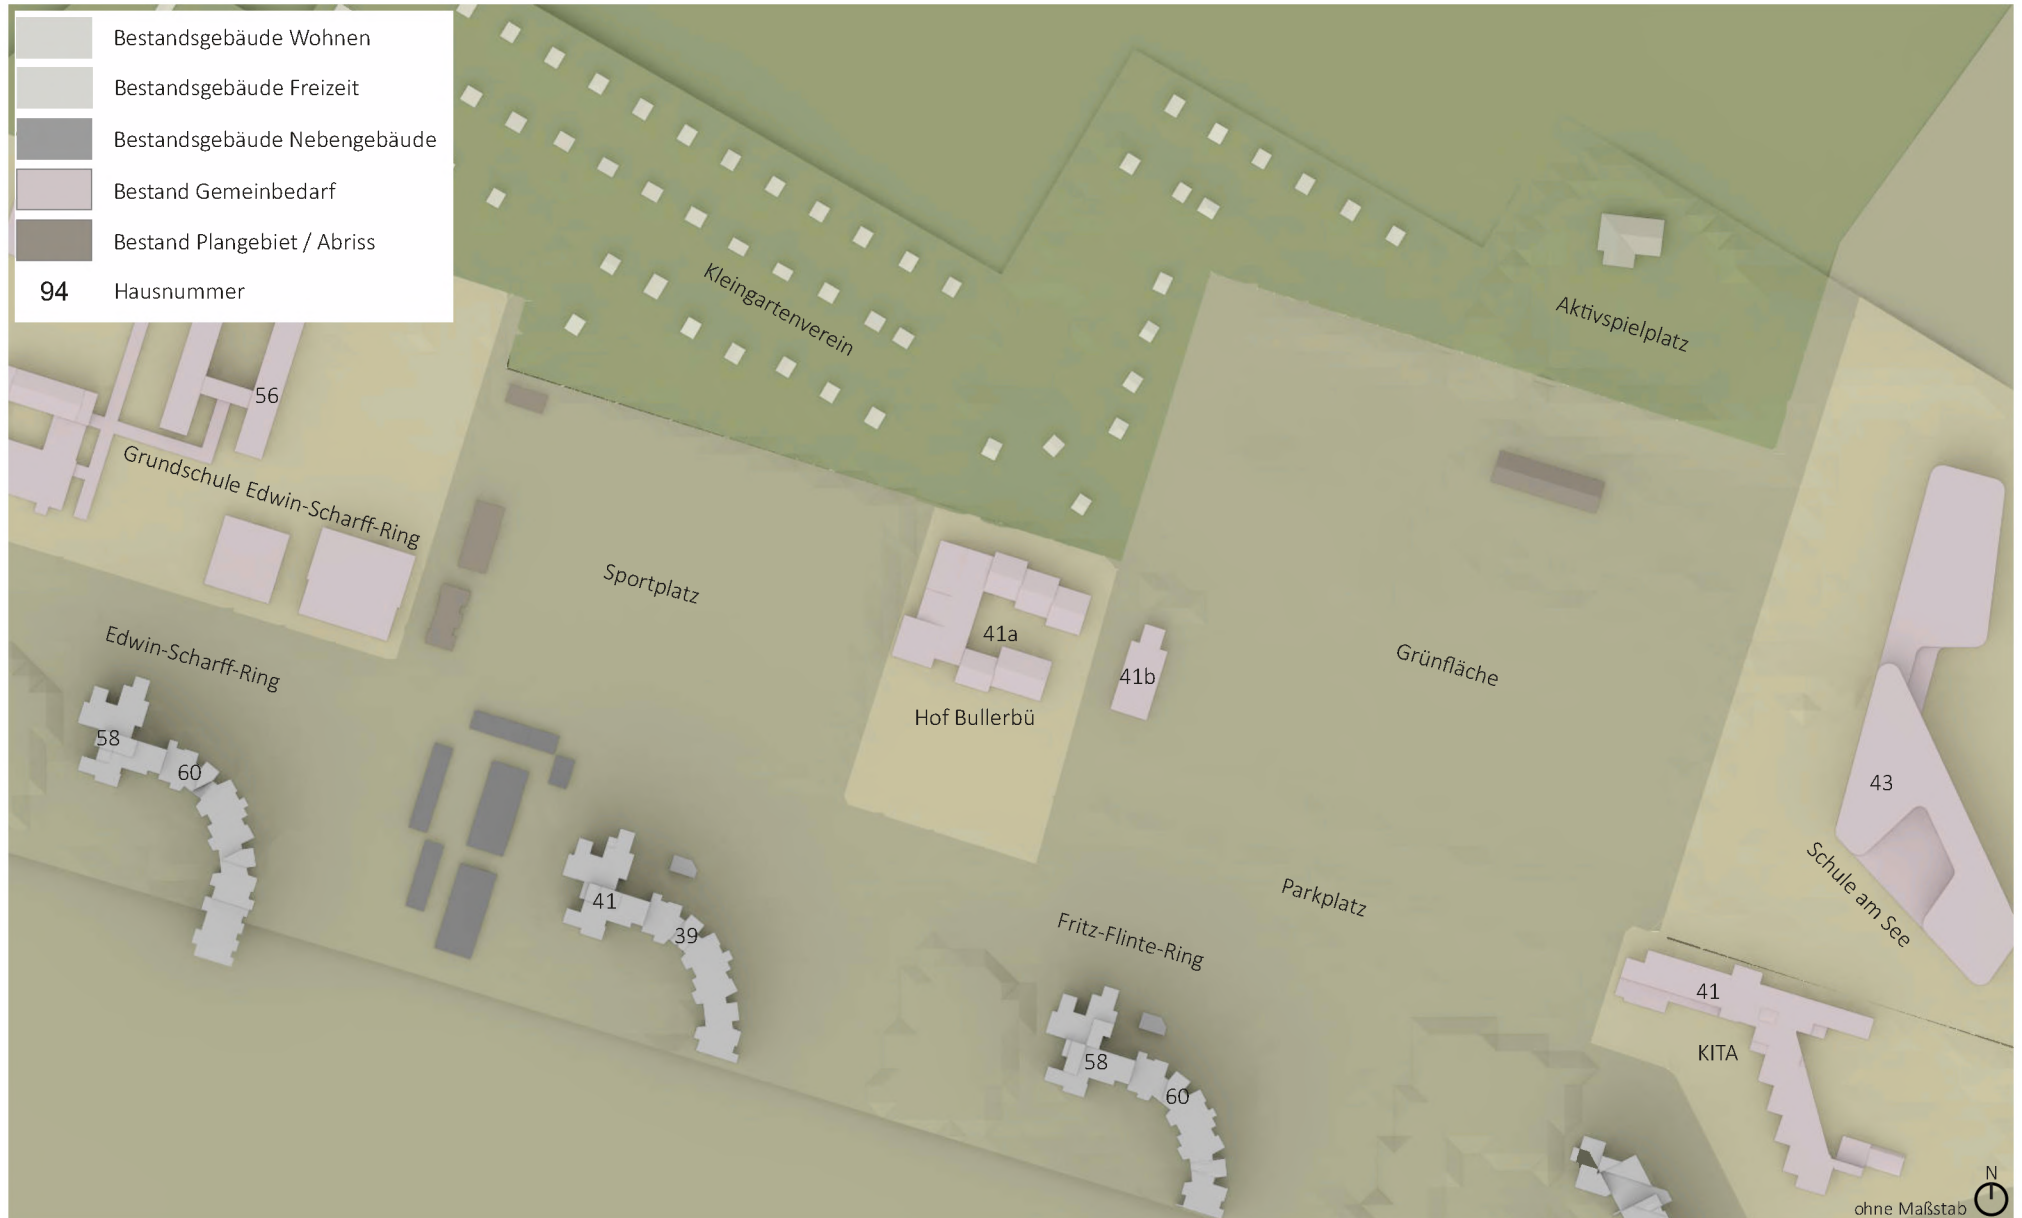 Bestandsgebäude Wohnen
Bestandsgebäude Freizeit
Bestandsgebäude Nebengebäude
Bestand Gemeinbedarf
Bestand Plangebiet / Abriss
94 Hausnummer
Kleingartenverein
Aktivspielplatz
56
Grundschule Edwin-Scharff-Ring
Sportplatz
41a
41b
Hof Bullerbü
Grünfläche
Edwin-Scharff-Ring
58
60
43
Schule am See
41
39
Parkplatz
Fritz-Flinte-Ring
58
60
41
KITA
N
ohne Maßstab